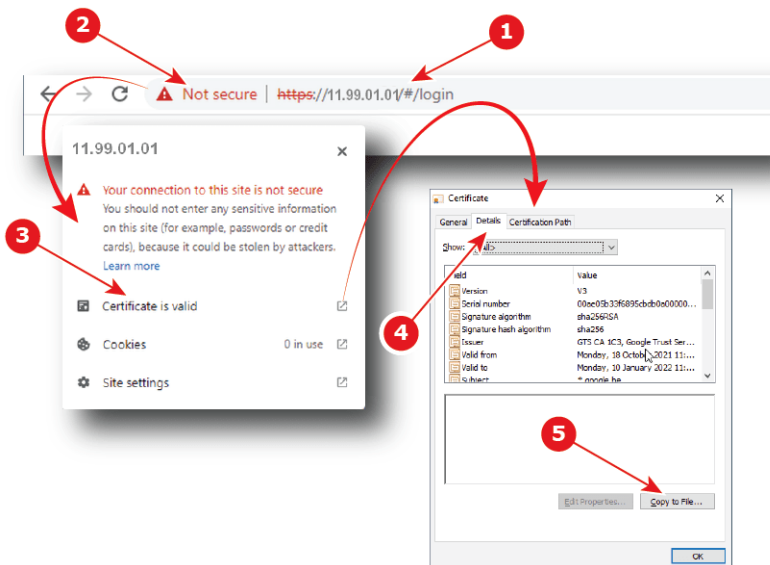 2
1
Not secure | https://11.99.01.01/#/login
11.99.01.01
Your connection to this site is not secure
You should not enter any sensitive information
on this site (for example, passwords or credit
cards), because it could be stolen by attackers.
Learn more
3
Certificate is valid
Cookies 0 in use
Site settings
Certificate
General Details Certification Path
Show:
Value
Version V3
Serial number
Signature algorithm sha256RSA
Signature hash algorithm sha256
Issuer GTS CA 1C3, Google Trust Ser...
Valid from Monday, 18 October 2021 11:...
Valid to Monday, 10 January 2022 11:...
Subject
4
5
Edit Properties... Copy to File...
OK